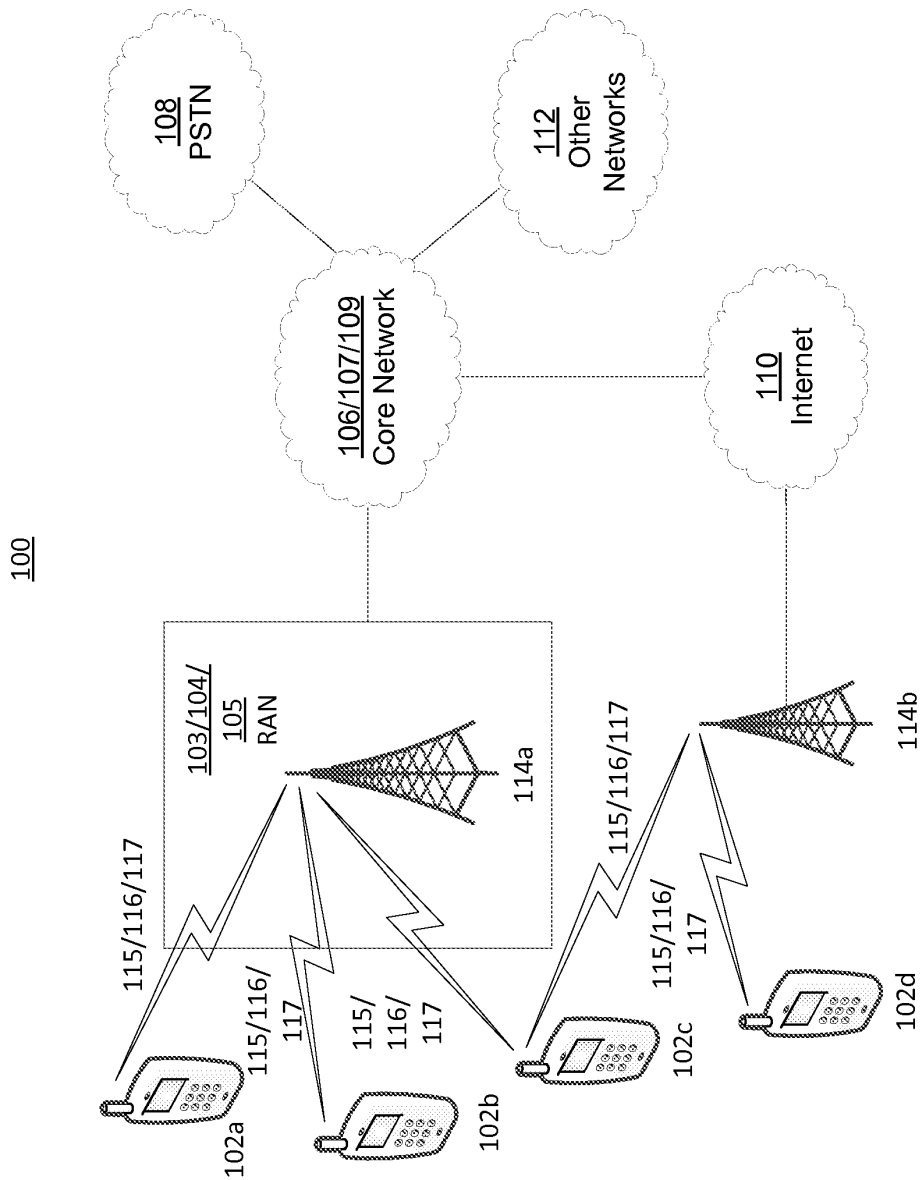 100
108
PSTN
106/107/109
Core Network
112
Other
Networks
110
Internet
103/104/
105
RAN
114a
115/116/117
115/116/
117
115/
116/
117
115/116/117
115/116/
117
114b
102a
102b
102c
102d